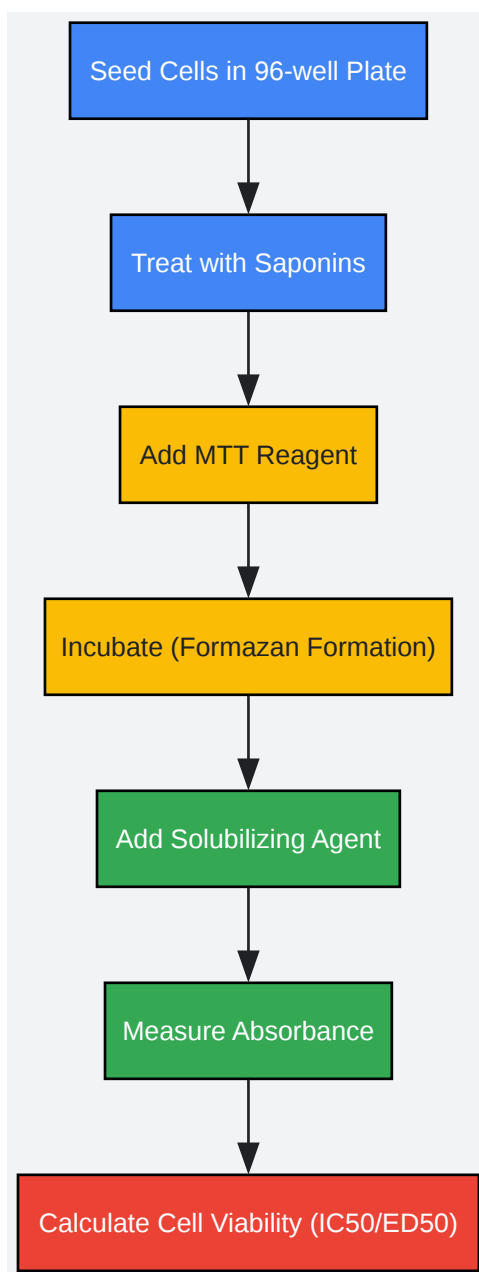 Seed Cells in 96-well Plate
Treat with Saponins
Add MTT Reagent
Incubate (Formazan Formation)
Add Solubilizing Agent
Measure Absorbance
Calculate Cell Viability (IC50/ED50)